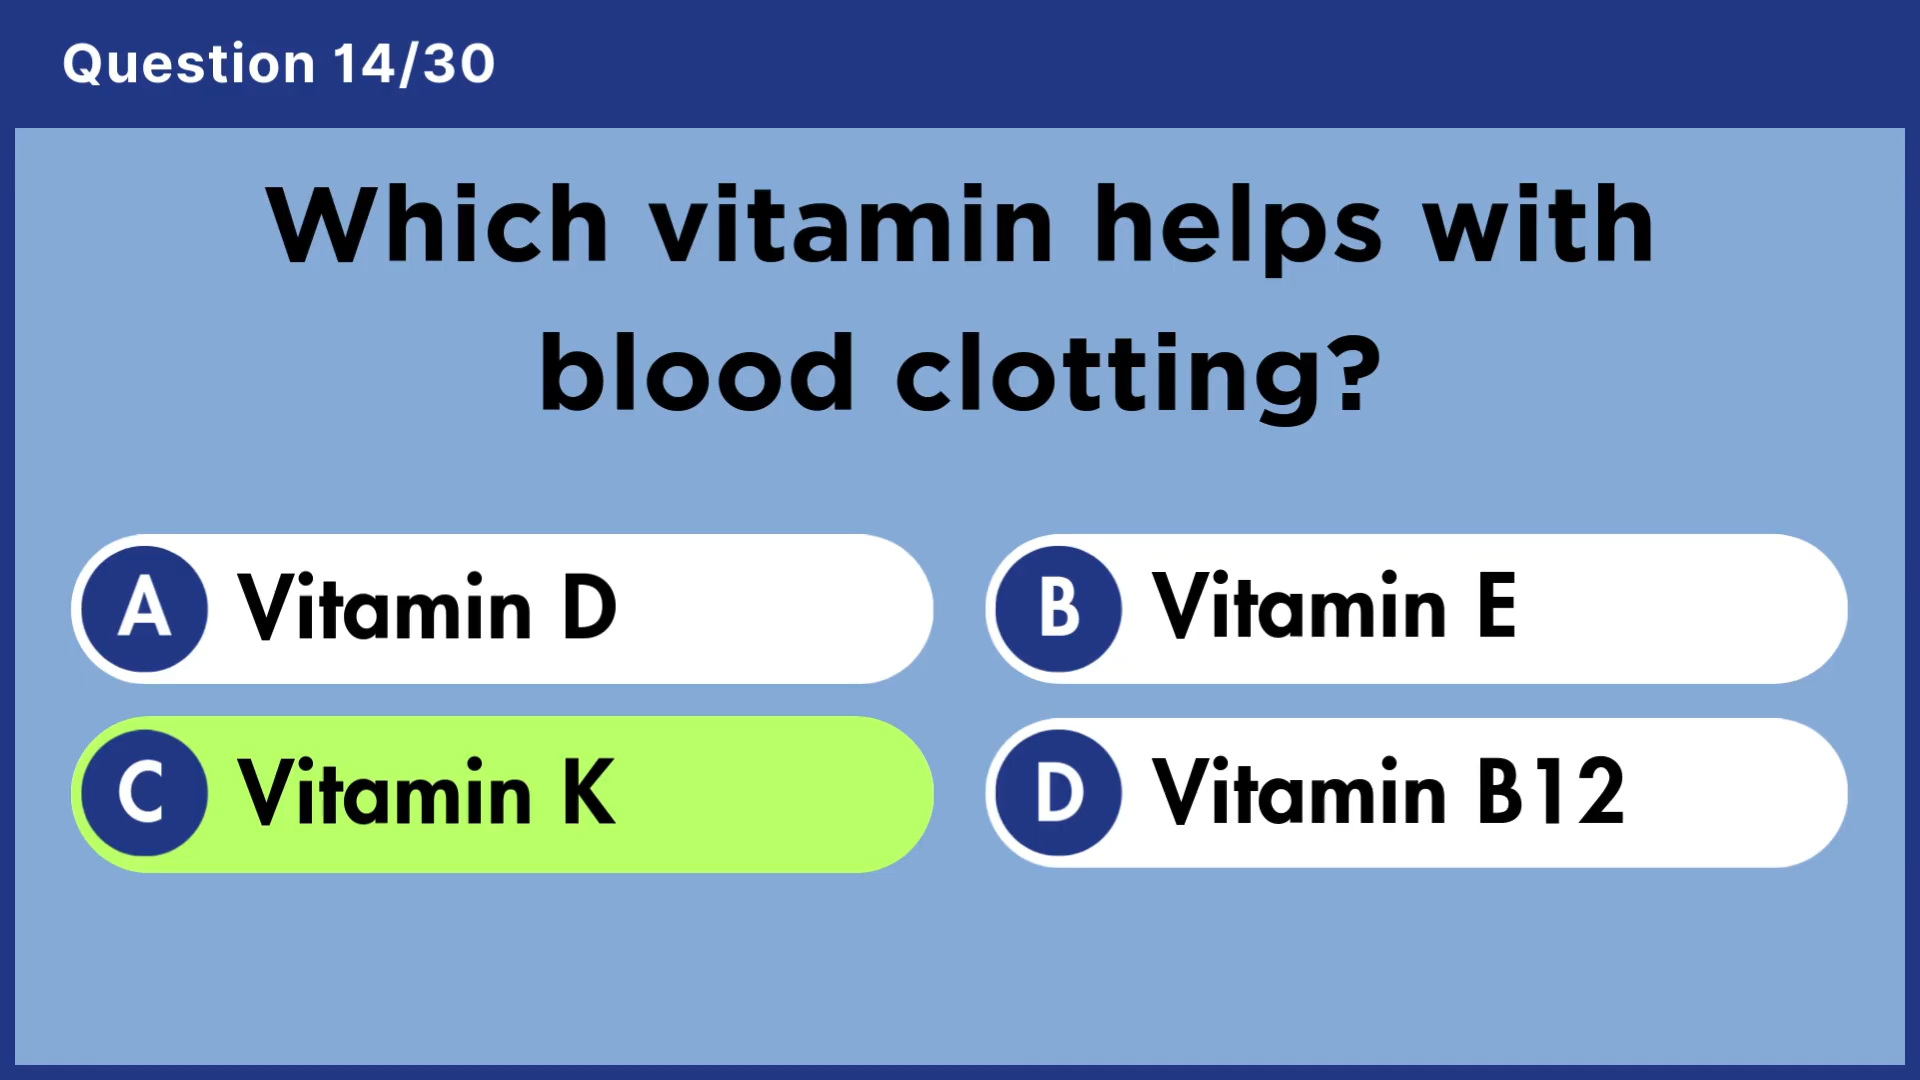 Question 14/30
Which vitamin helps with
blood clotting?
A Vitamin D
B Vitamin E
C Vitamin K
D Vitamin B12